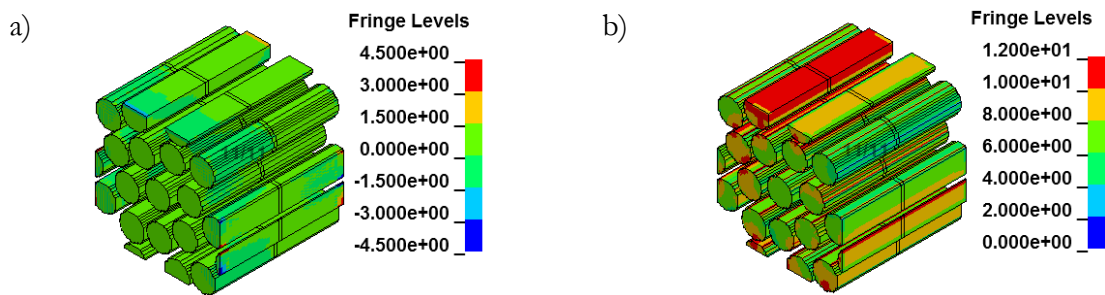 a)
Fringe Levels
4.500e+00
3.000e+00
1.500e+00
0.000e+00
-1.500e+00
-3.000e+00
-4.500e+00
b)
Fringe Levels
1.200e+01
1.000e+01
8.000e+00
6.000e+00
4.000e+00
2.000e+00
0.000e+00